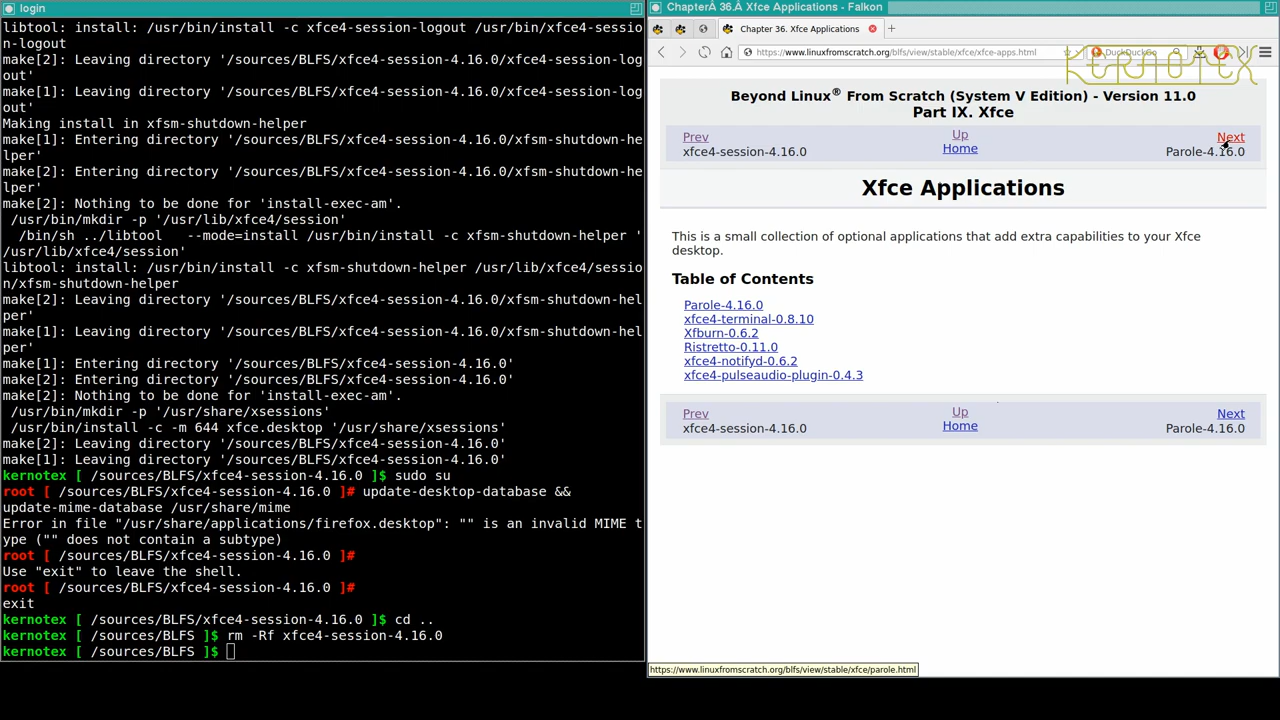 login
libtool: install: /usr/bin/install -c xfce4-session-logout /usr/bin/xfce4-sessio
n-logout
make[2]: Leaving directory '/sources/BLFS/xfce4-session-4.16.0/xfce4-session-log
out'
make[1]: Leaving directory '/sources/BLFS/xfce4-session-4.16.0/xfce4-session-log
out'
Making install in xfsm-shutdown-helper
make[1]: Entering directory '/sources/BLFS/xfce4-session-4.16.0/xfsm-shutdown-he
lper'
make[2]: Entering directory '/sources/BLFS/xfce4-session-4.16.0/xfsm-shutdown-he
lper'
make[2]: Nothing to be done for 'install-exec-am'.
 /usr/bin/mkdir -p '/usr/lib/xfce4/session'
  /bin/sh ../libtool   --mode=install /usr/bin/install -c xfsm-shutdown-helper '
/usr/lib/xfce4/session'
libtool: install: /usr/bin/install -c xfsm-shutdown-helper /usr/lib/xfce4/sessio
n/xfsm-shutdown-helper
make[2]: Leaving directory '/sources/BLFS/xfce4-session-4.16.0/xfsm-shutdown-hel
per'
make[1]: Leaving directory '/sources/BLFS/xfce4-session-4.16.0/xfsm-shutdown-hel
per'
make[1]: Entering directory '/sources/BLFS/xfce4-session-4.16.0'
make[2]: Entering directory '/sources/BLFS/xfce4-session-4.16.0'
make[2]: Nothing to be done for 'install-exec-am'.
 /usr/bin/mkdir -p '/usr/share/xsessions'
 /usr/bin/install -c -m 644 xfce.desktop '/usr/share/xsessions'
make[2]: Leaving directory '/sources/BLFS/xfce4-session-4.16.0'
make[1]: Leaving directory '/sources/BLFS/xfce4-session-4.16.0'
kernotex [ /sources/BLFS/xfce4-session-4.16.0 ]$ sudo su
root [ /sources/BLFS/xfce4-session-4.16.0 ]# update-desktop-database &&
update-mime-database /usr/share/mime
Error in file "/usr/share/applications/firefox.desktop": "" is an invalid MIME t
ype ("" does not contain a subtype)
root [ /sources/BLFS/xfce4-session-4.16.0 ]#
Use "exit" to leave the shell.
root [ /sources/BLFS/xfce4-session-4.16.0 ]#
exit
kernotex [ /sources/BLFS/xfce4-session-4.16.0 ]$ cd ..
kernotex [ /sources/BLFS ]$ rm -Rf xfce4-session-4.16.0
kernotex [ /sources/BLFS ]$
ChapterÂ 36.Â Xfce Applications - Falkon
Chapter 36. Xfce Applications
https://www.linuxfromscratch.org/blfs/view/stable/xfce/xfce-apps.html
DuckDuckGo
KERNOTEX
Beyond Linux® From Scratch (System V Edition) - Version 11.0
Part IX. Xfce
Prev Up Next
xfce4-session-4.16.0 Home Parole-4.16.0
Xfce Applications
This is a small collection of optional applications that add extra capabilities to your Xfce
desktop.
Table of Contents
Parole-4.16.0
xfce4-terminal-0.8.10
Xfburn-0.6.2
Ristretto-0.11.0
xfce4-notifyd-0.6.2
xfce4-pulseaudio-plugin-0.4.3
Prev Up Next
xfce4-session-4.16.0 Home Parole-4.16.0
https://www.linuxfromscratch.org/blfs/view/stable/xfce/parole.html